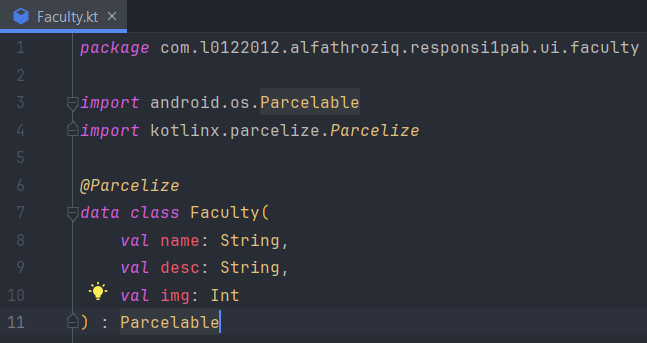 Faculty.kt
1 package com.l0122012.alfathroziq.responsi1pab.ui.faculty
2
3 import android.os.Parcelable
4 import kotlinx.parcelize.Parcelize
5
6 @Parcelize
7 data class Faculty(
8 val name: String,
9 val desc: String,
10 val img: Int
11 ) : Parcelable